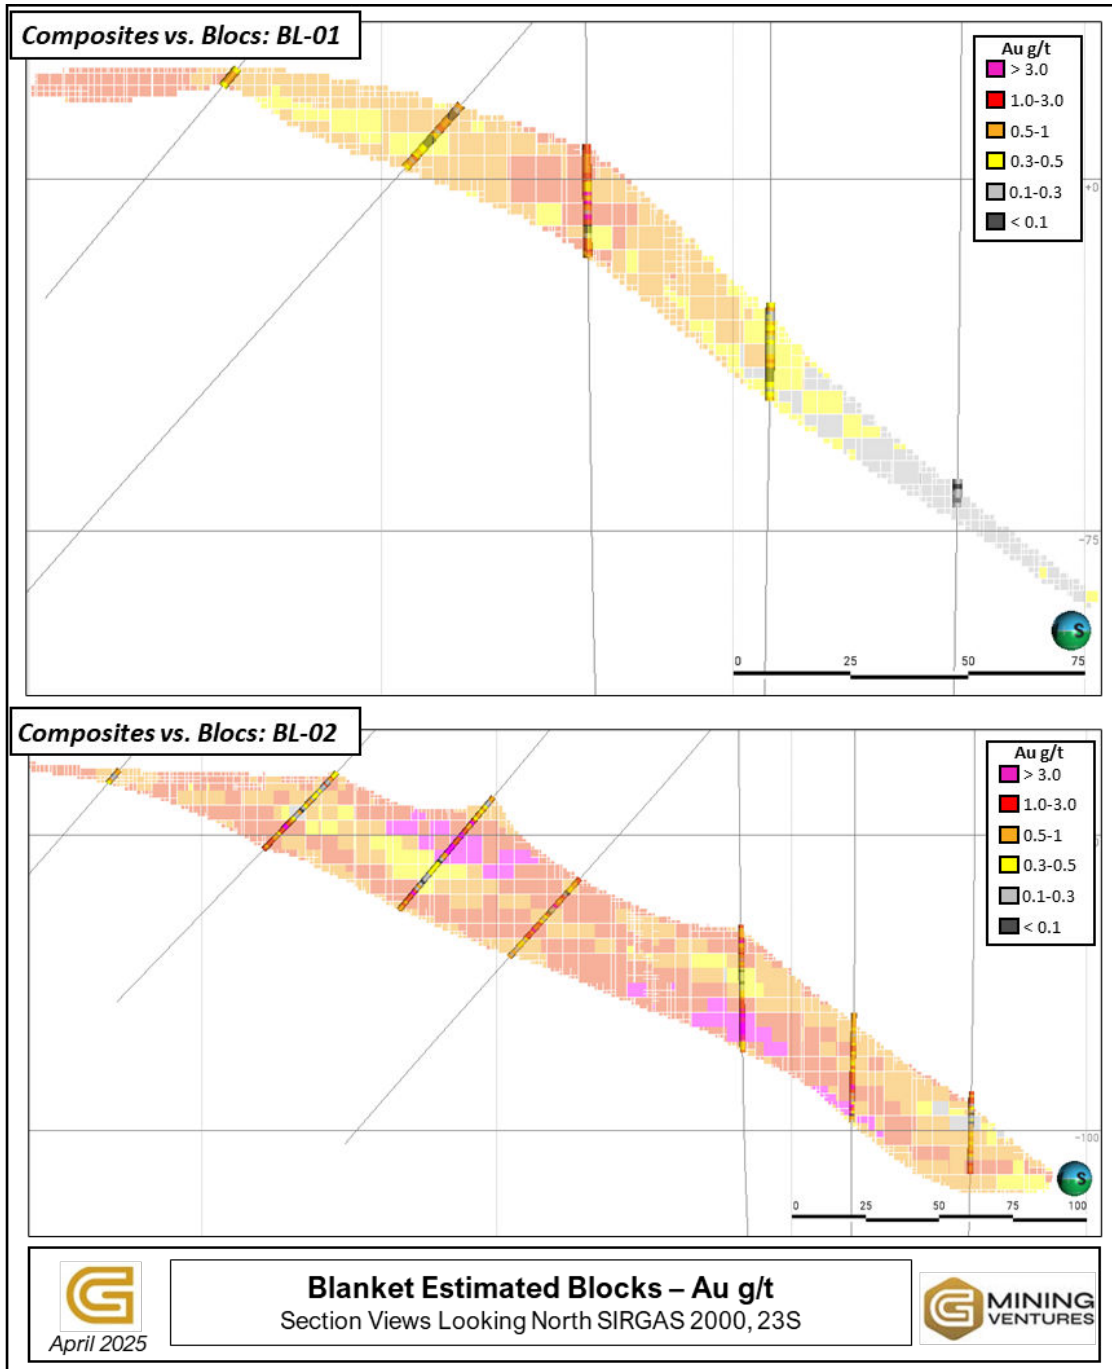 Composites vs. Blocs: BL-01
Au g/t
> 3.0
1.0-3.0
0.5-1
0.3-0.5
0.1-0.3
< 0.1
+0
-75
S
0 25 50 75
Composites vs. Blocs: BL-02
Au g/t
> 3.0
1.0-3.0
0.5-1
0.3-0.5
0.1-0.3
< 0.1
-100
S
0 25 50 75 100
April 2025
Blanket Estimated Blocks – Au g/t
Section Views Looking North SIRGAS 2000, 23S
G MINING
VENTURES